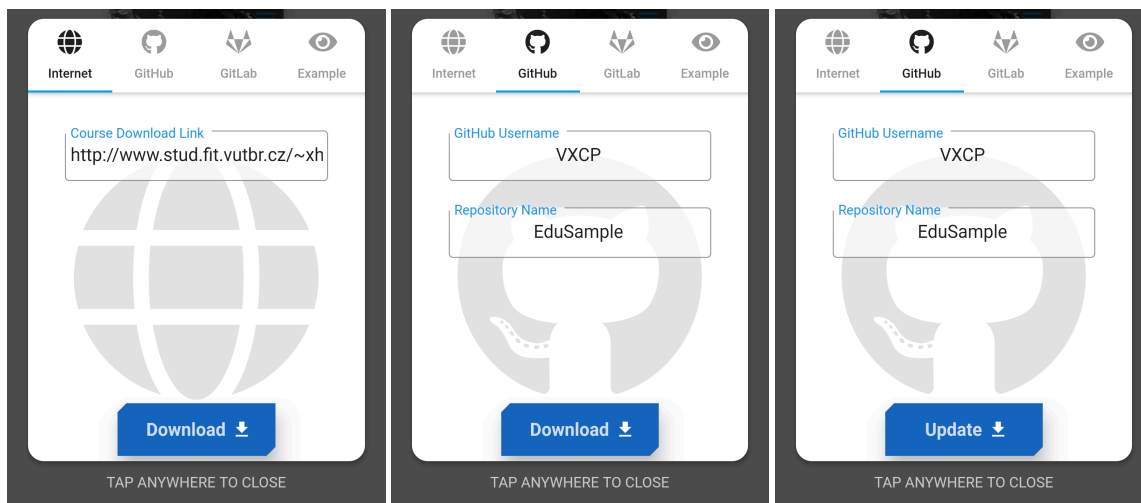 Internet GitHub GitLab Example
Course Download Link
http://www.stud.fit.vutbr.cz/~xh
Download
TAP ANYWHERE TO CLOSE
Internet GitHub GitLab Example
GitHub Username
VXCP
Repository Name
EduSample
Download
TAP ANYWHERE TO CLOSE
Internet GitHub GitLab Example
GitHub Username
VXCP
Repository Name
EduSample
Update
TAP ANYWHERE TO CLOSE